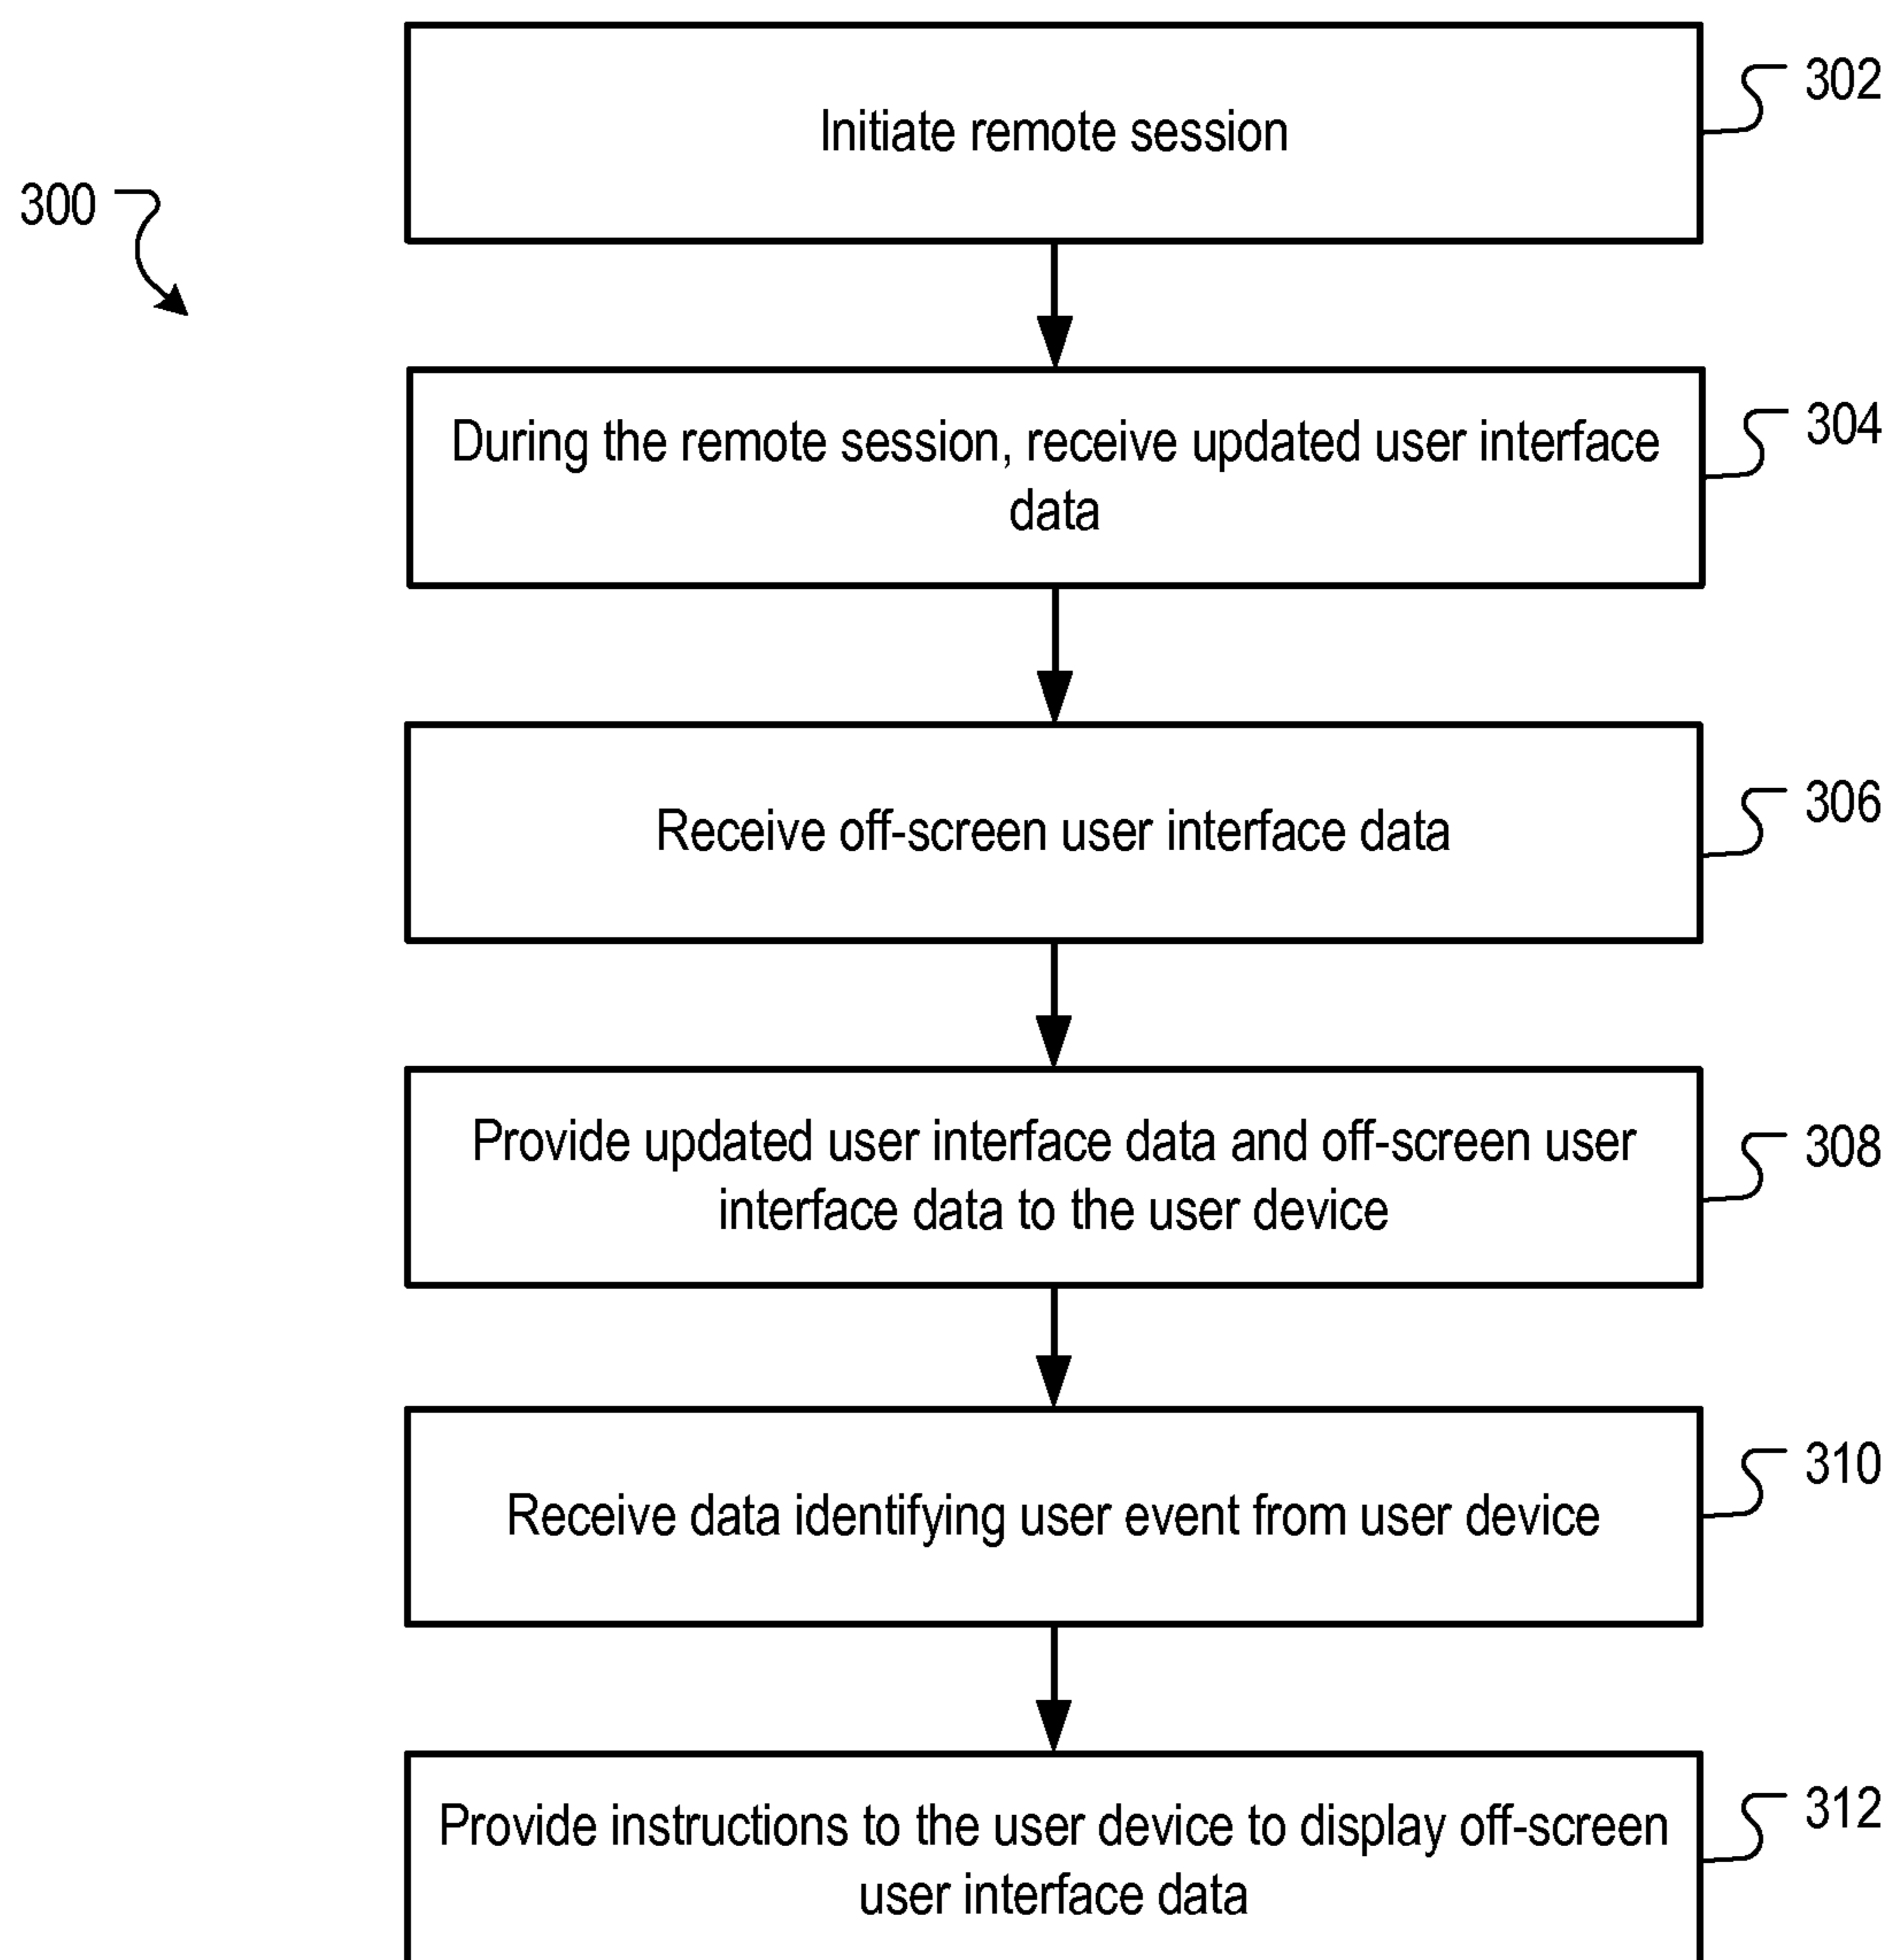 Initiate remote session
302
300
During the remote session, receive updated user interface
data
304
Receive off-screen user interface data
306
Provide updated user interface data and off-screen user
interface data to the user device
308
Receive data identifying user event from user device
310
Provide instructions to the user device to display off-screen
user interface data
312